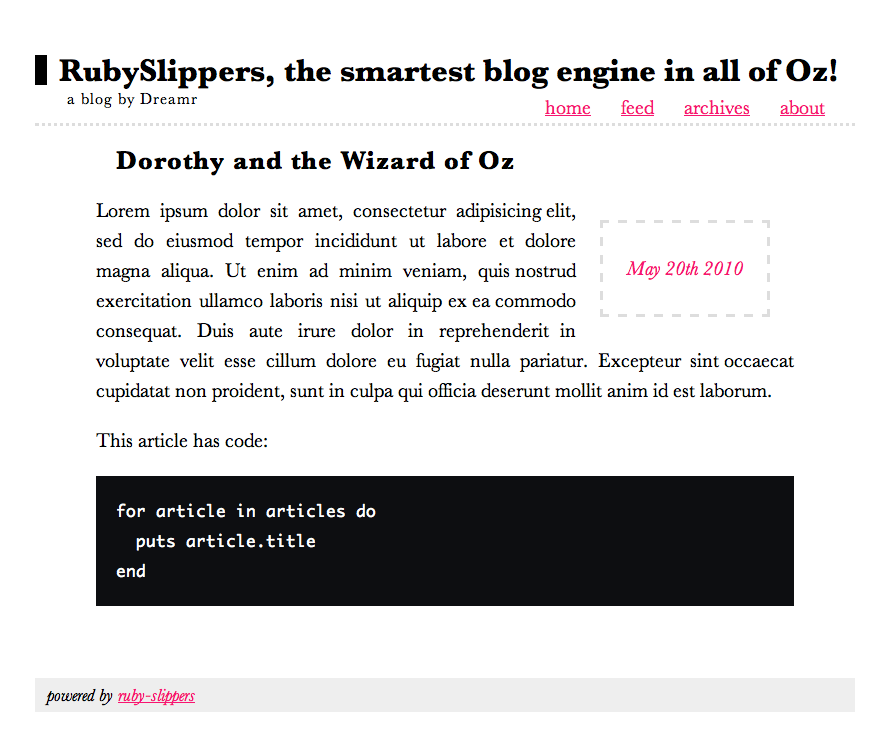 RubySlippers, the smartest blog engine in all of Oz!
a blog by Dreamr
home feed archives about
Dorothy and the Wizard of Oz
Lorem ipsum dolor sit amet, consectetur adipisicing elit,
sed do eiusmod tempor incididunt ut labore et dolore
magna aliqua. Ut enim ad minim veniam, quis nostrud
exercitation ullamco laboris nisi ut aliquip ex ea commodo
consequat. Duis aute irure dolor in reprehenderit in
voluptate velit esse cillum dolore eu fugiat nulla pariatur. Excepteur sint occaecat
cupidatat non proident, sunt in culpa qui officia deserunt mollit anim id est laborum.
May 20th 2010
This article has code:
for article in articles do
  puts article.title
end
powered by ruby-slippers